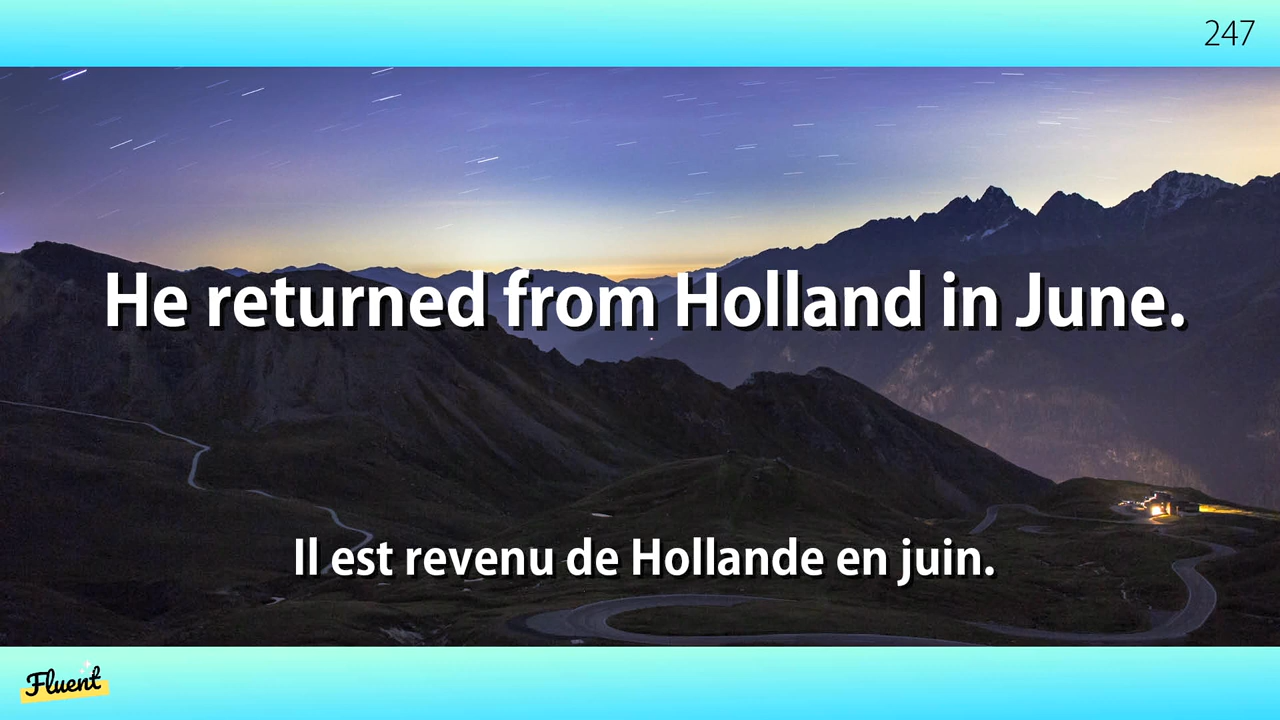 247
He returned from Holland in June.
Il est revenu de Hollande en juin.
Fluent